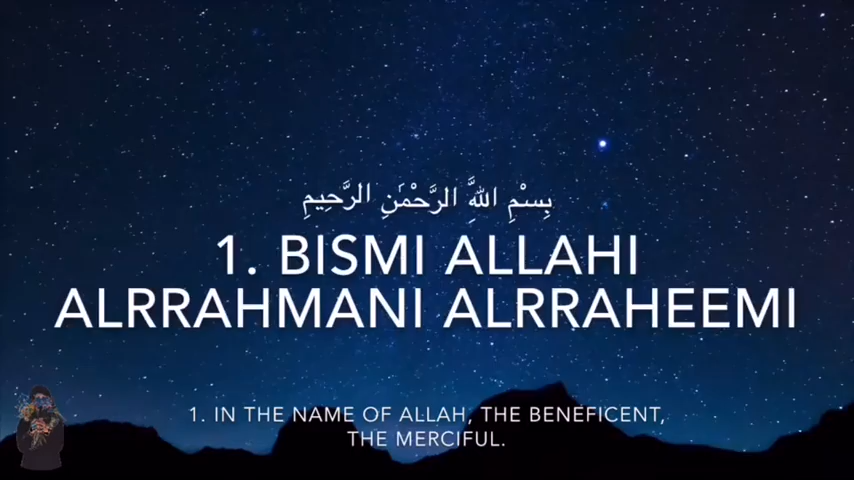 بِسْمِ اللَّهِ الرَّحْمَٰنِ الرَّحِيمِ
1. BISMI ALLAHI
ALRRAHMANI ALRRAHEEMI
1. IN THE NAME OF ALLAH, THE BENEFICENT,
THE MERCIFUL.